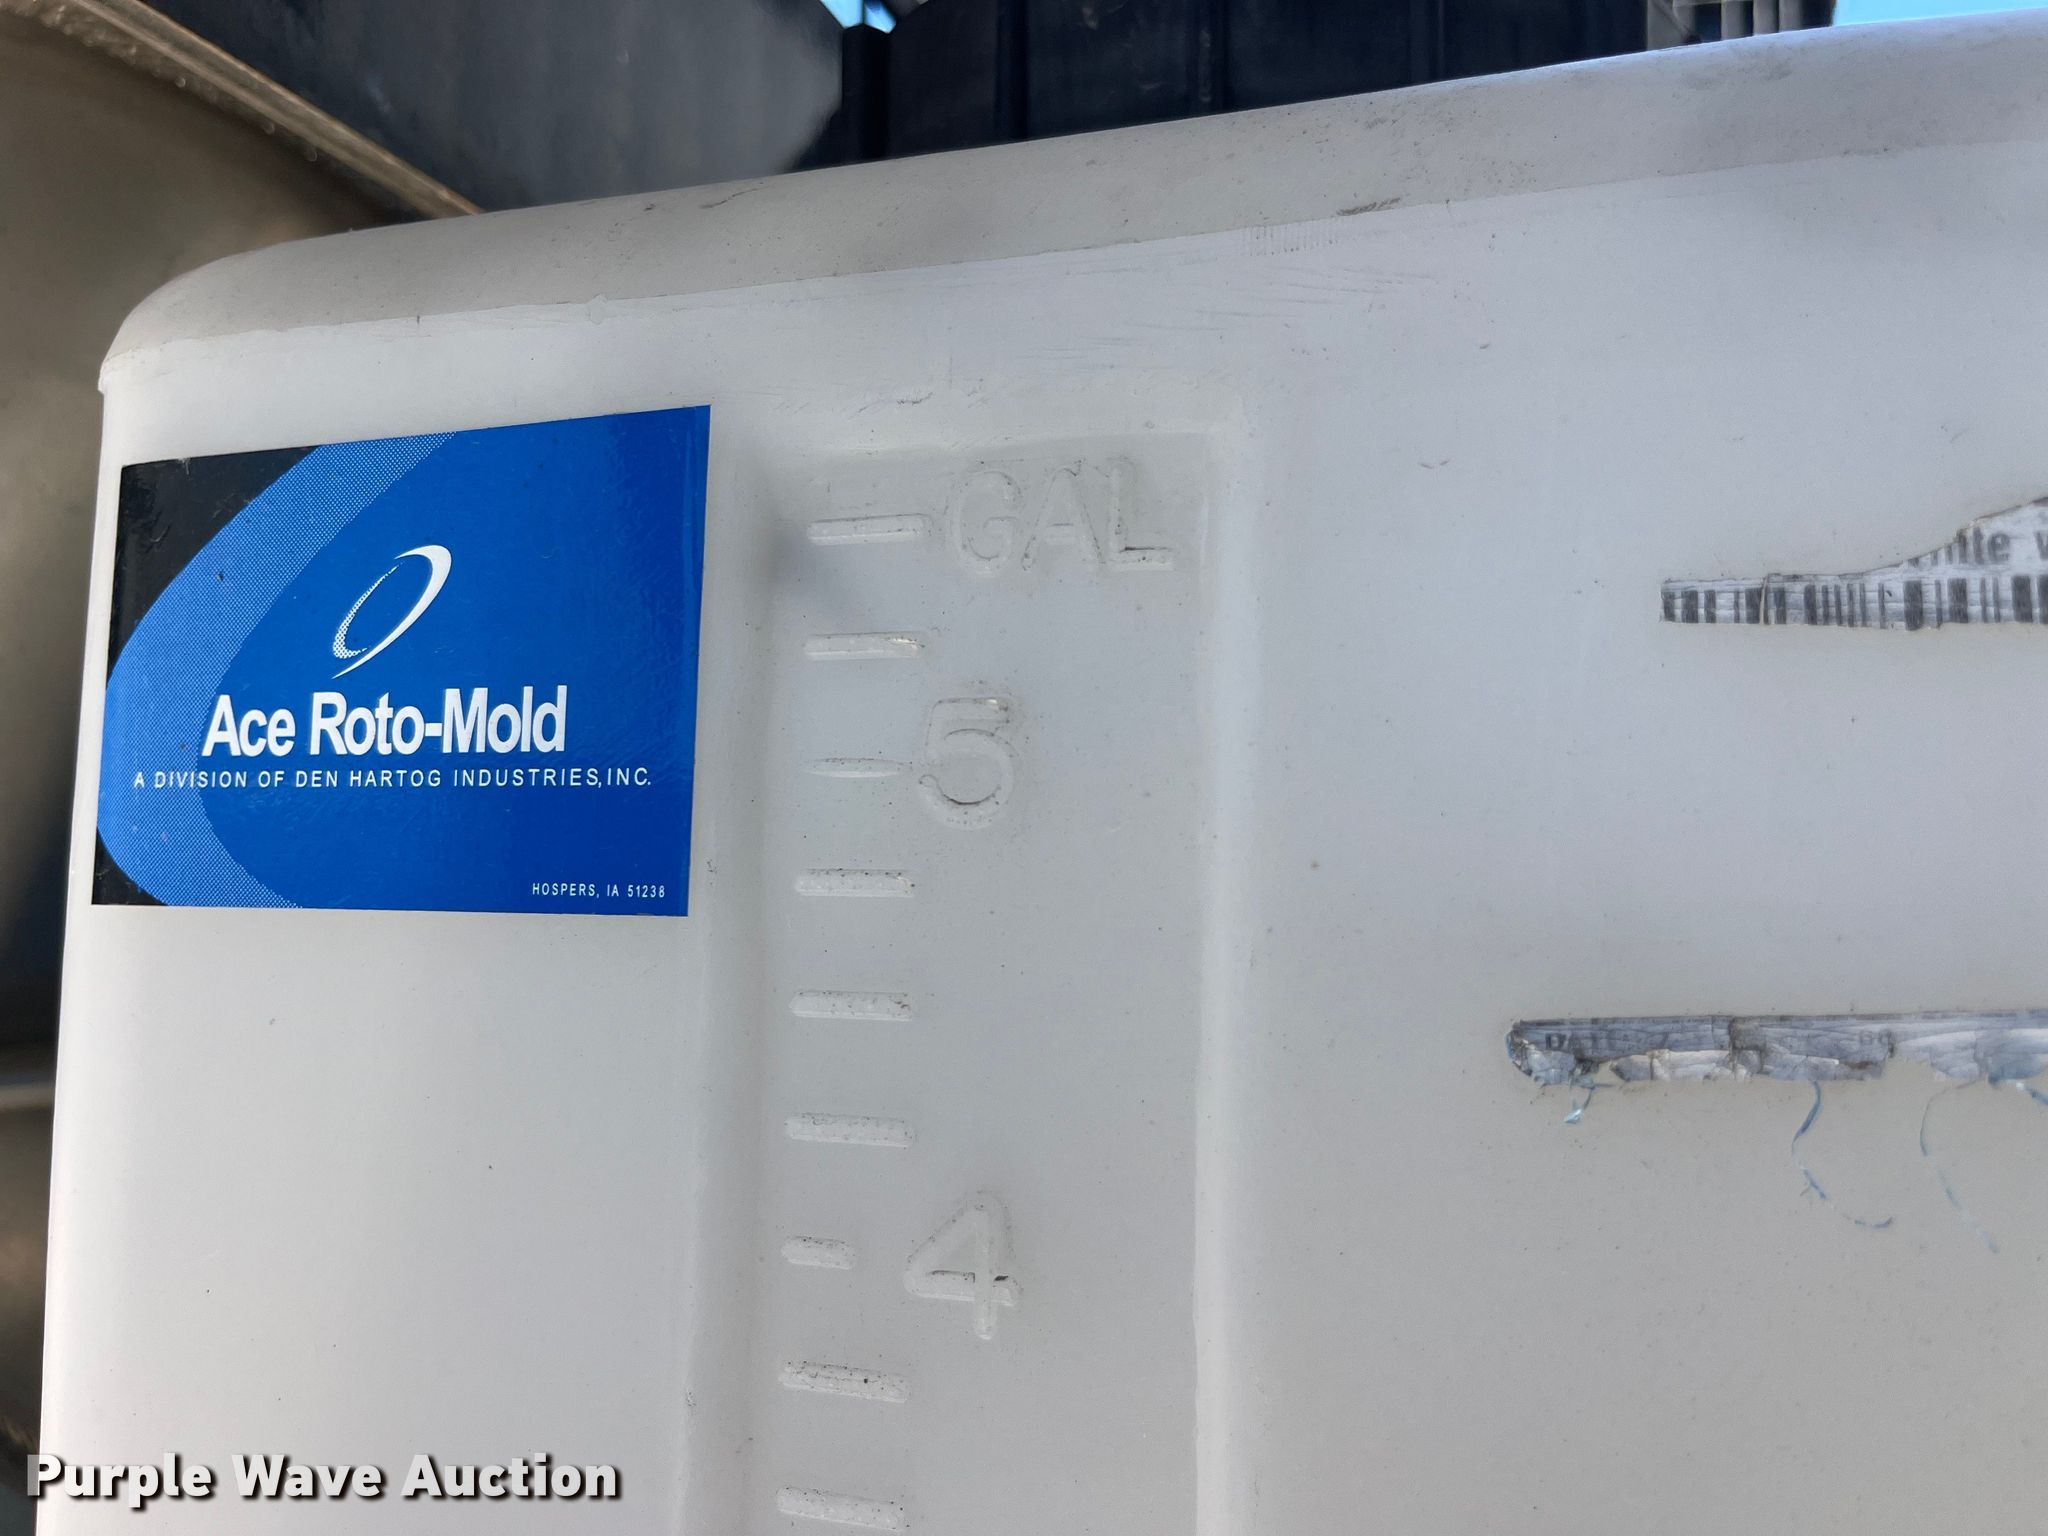 Ace Roto-Mold
A DIVISION OF DEN HARTOG INDUSTRIES, INC.
HOSPERS, IA 51238
GAL
5
4
Purple Wave Auction